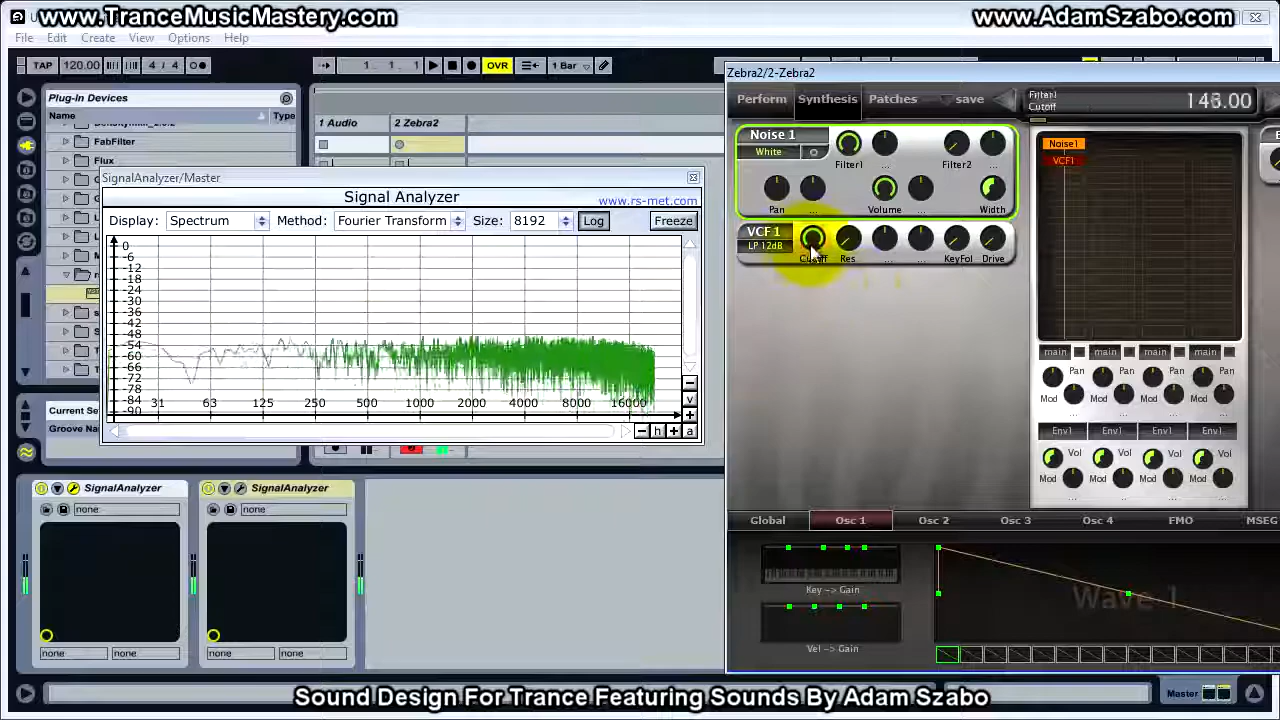 www.TranceMusicMastery.com
www.AdamSzabo.com
File Edit Create View Options Help
TAP 120.00 4 / 4 1. 1. 1 OVR 1 Bar
Zebra2/2-Zebra2
Plug-In Devices
Name Type
FabFilter
Flux
1 Audio 2 Zebra2
Perform Synthesis Patches save
Filter1
Cutoff
Noise 1
White
Filter1 ... Filter2 ...
Pan ... Volume ... Width
VCF 1
LP 12dB
Cutoff Res ... ... KeyFol Drive
Noise1
VCF1
SignalAnalyzer/Master
Signal Analyzer
www.rs-met.com
Display: Spectrum Method: Fourier Transform Size: 8192 Log Freeze
0
-6
-12
-18
-24
-30
-36
-42
-48
-54
-60
-66
-72
-78
-84
-90
31 63 125 250 500 1000 2000 4000 8000 16000
h a
v
main main main main
Pan Pan Pan Pan
Mod Mod Mod Mod
...
Env1 Env1 Env1 Env1
Vol Vol Vol Vol
Mod Mod Mod Mod
Current Se
Groove Nam
SignalAnalyzer SignalAnalyzer
none none
none none none none
Global Osc 1 Osc 2 Osc 3 Osc 4 FMO MSEG
Key -> Gain
Vel -> Gain
Wave 1
Master
Sound Design For Trance Featuring Sounds By Adam Szabo